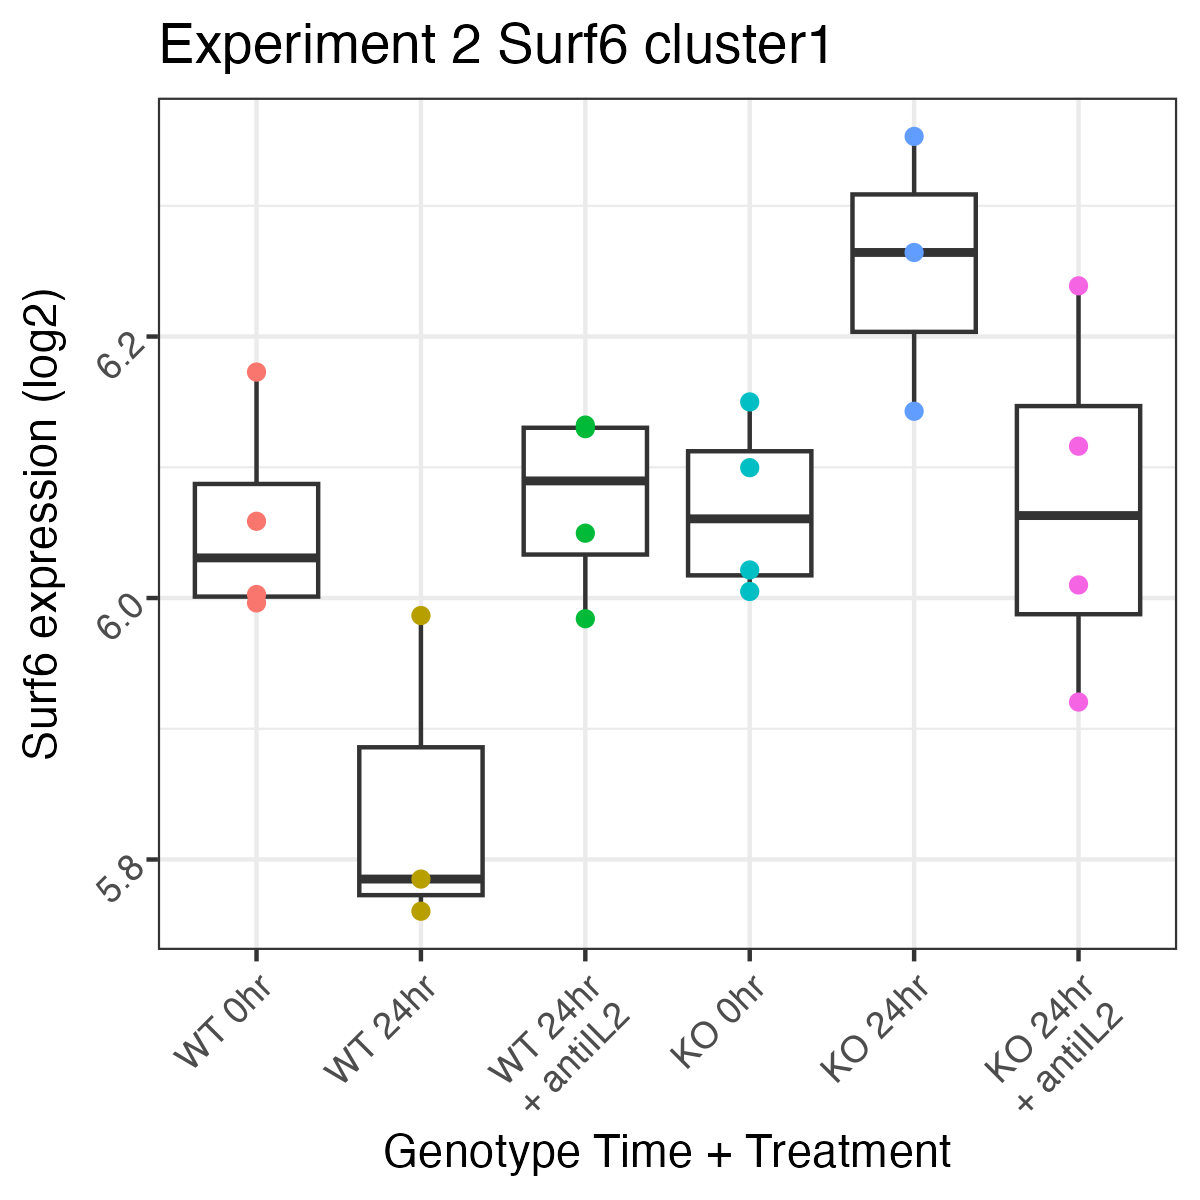 Experiment 2 Surf6 cluster1
Surf6 expression (log2)
6.2
6.0
5.8
WT 0hr
WT 24hr
WT 24hr
+ antiIL2
KO 0hr
KO 24hr
KO 24hr
+ antiIL2
Genotype Time + Treatment